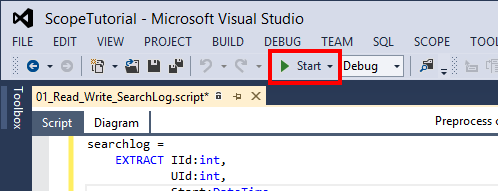 ScopeTutorial - Microsoft Visual Studio
FILE EDIT VIEW PROJECT BUILD DEBUG TEAM SQL SCOPE TOOL
Start Debug
Toolbox
01_Read_Write_SearchLog.script*
Script Diagram Preprocess c
searchlog =
EXTRACT IId:int,
UId:int,
Start:DateTime